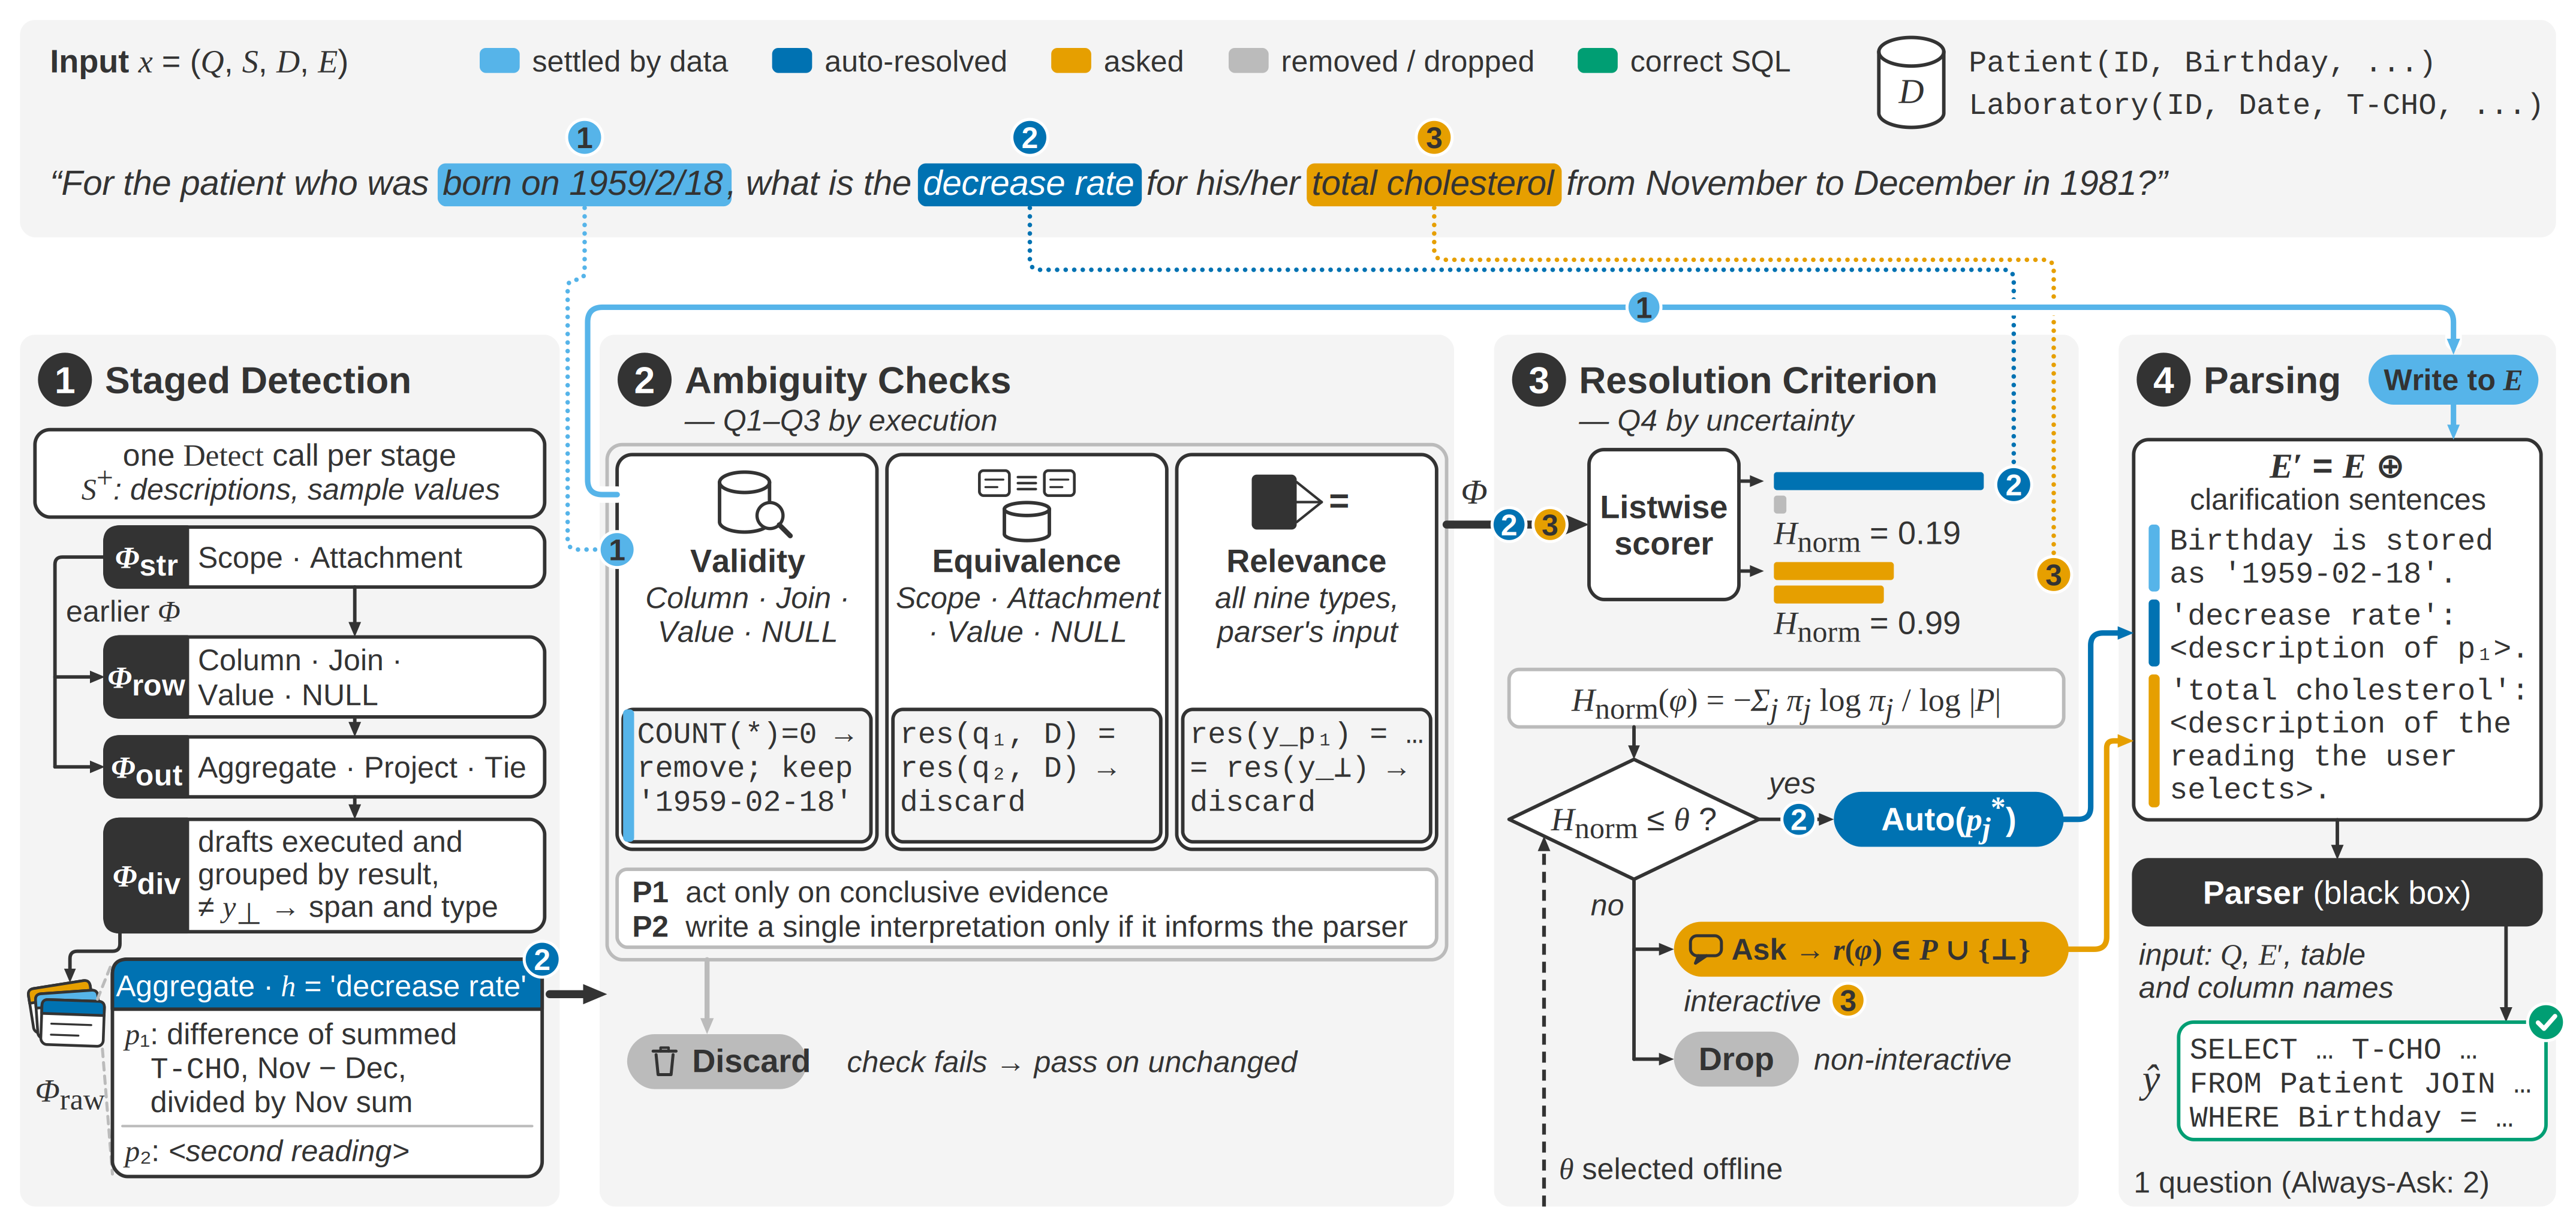 Input x = (Q, S, D, E)
settled by data
auto-resolved
asked
removed / dropped
correct SQL
D
Patient(ID, Birthday, ...)
Laboratory(ID, Date, T-CHO, ...)
1
2
3
“For the patient who was born on 1959/2/18, what is the decrease rate for his/her total cholesterol from November to December in 1981?”
1
1 Staged Detection
one Detect call per stage
S⁺: descriptions, sample values
Φstr Scope · Attachment
earlier Φ
Φrow Column · Join ·
Value · NULL
Φout Aggregate · Project · Tie
Φdiv drafts executed and
grouped by result,
≠ y⊥ → span and type
2
Aggregate · h = 'decrease rate'
p₁: difference of summed
T-CHO, Nov − Dec,
divided by Nov sum
p₂: <second reading>
Φraw
2 Ambiguity Checks
— Q1–Q3 by execution
1
Validity
Column · Join ·
Value · NULL
COUNT(*)=0 →
remove; keep
'1959-02-18'
≡
Equivalence
Scope · Attachment
· Value · NULL
res(q₁, D) =
res(q₂, D) →
discard
=
Relevance
all nine types,
parser's input
res(y_p₁) = …
= res(y_⊥) →
discard
P1 act only on conclusive evidence
P2 write a single interpretation only if it informs the parser
Discard
check fails → pass on unchanged
Φ
2 3
3 Resolution Criterion
— Q4 by uncertainty
Listwise
scorer
2
Hnorm = 0.19
3
Hnorm = 0.99
Hnorm(φ) = −Σj πj log πj / log |P|
Hnorm ≤ θ ?
yes
2
Auto(pj*)
no
Ask → r(φ) ∈ P ∪ {⊥}
interactive 3
Drop
non-interactive
θ selected offline
4 Parsing
Write to E
E′ = E ⊕
clarification sentences
Birthday is stored
as '1959-02-18'.
'decrease rate':
<description of p₁>.
'total cholesterol':
<description of the
reading the user
selects>.
Parser (black box)
input: Q, E′, table
and column names
ŷ
SELECT … T-CHO …
FROM Patient JOIN …
WHERE Birthday = …
1 question (Always-Ask: 2)